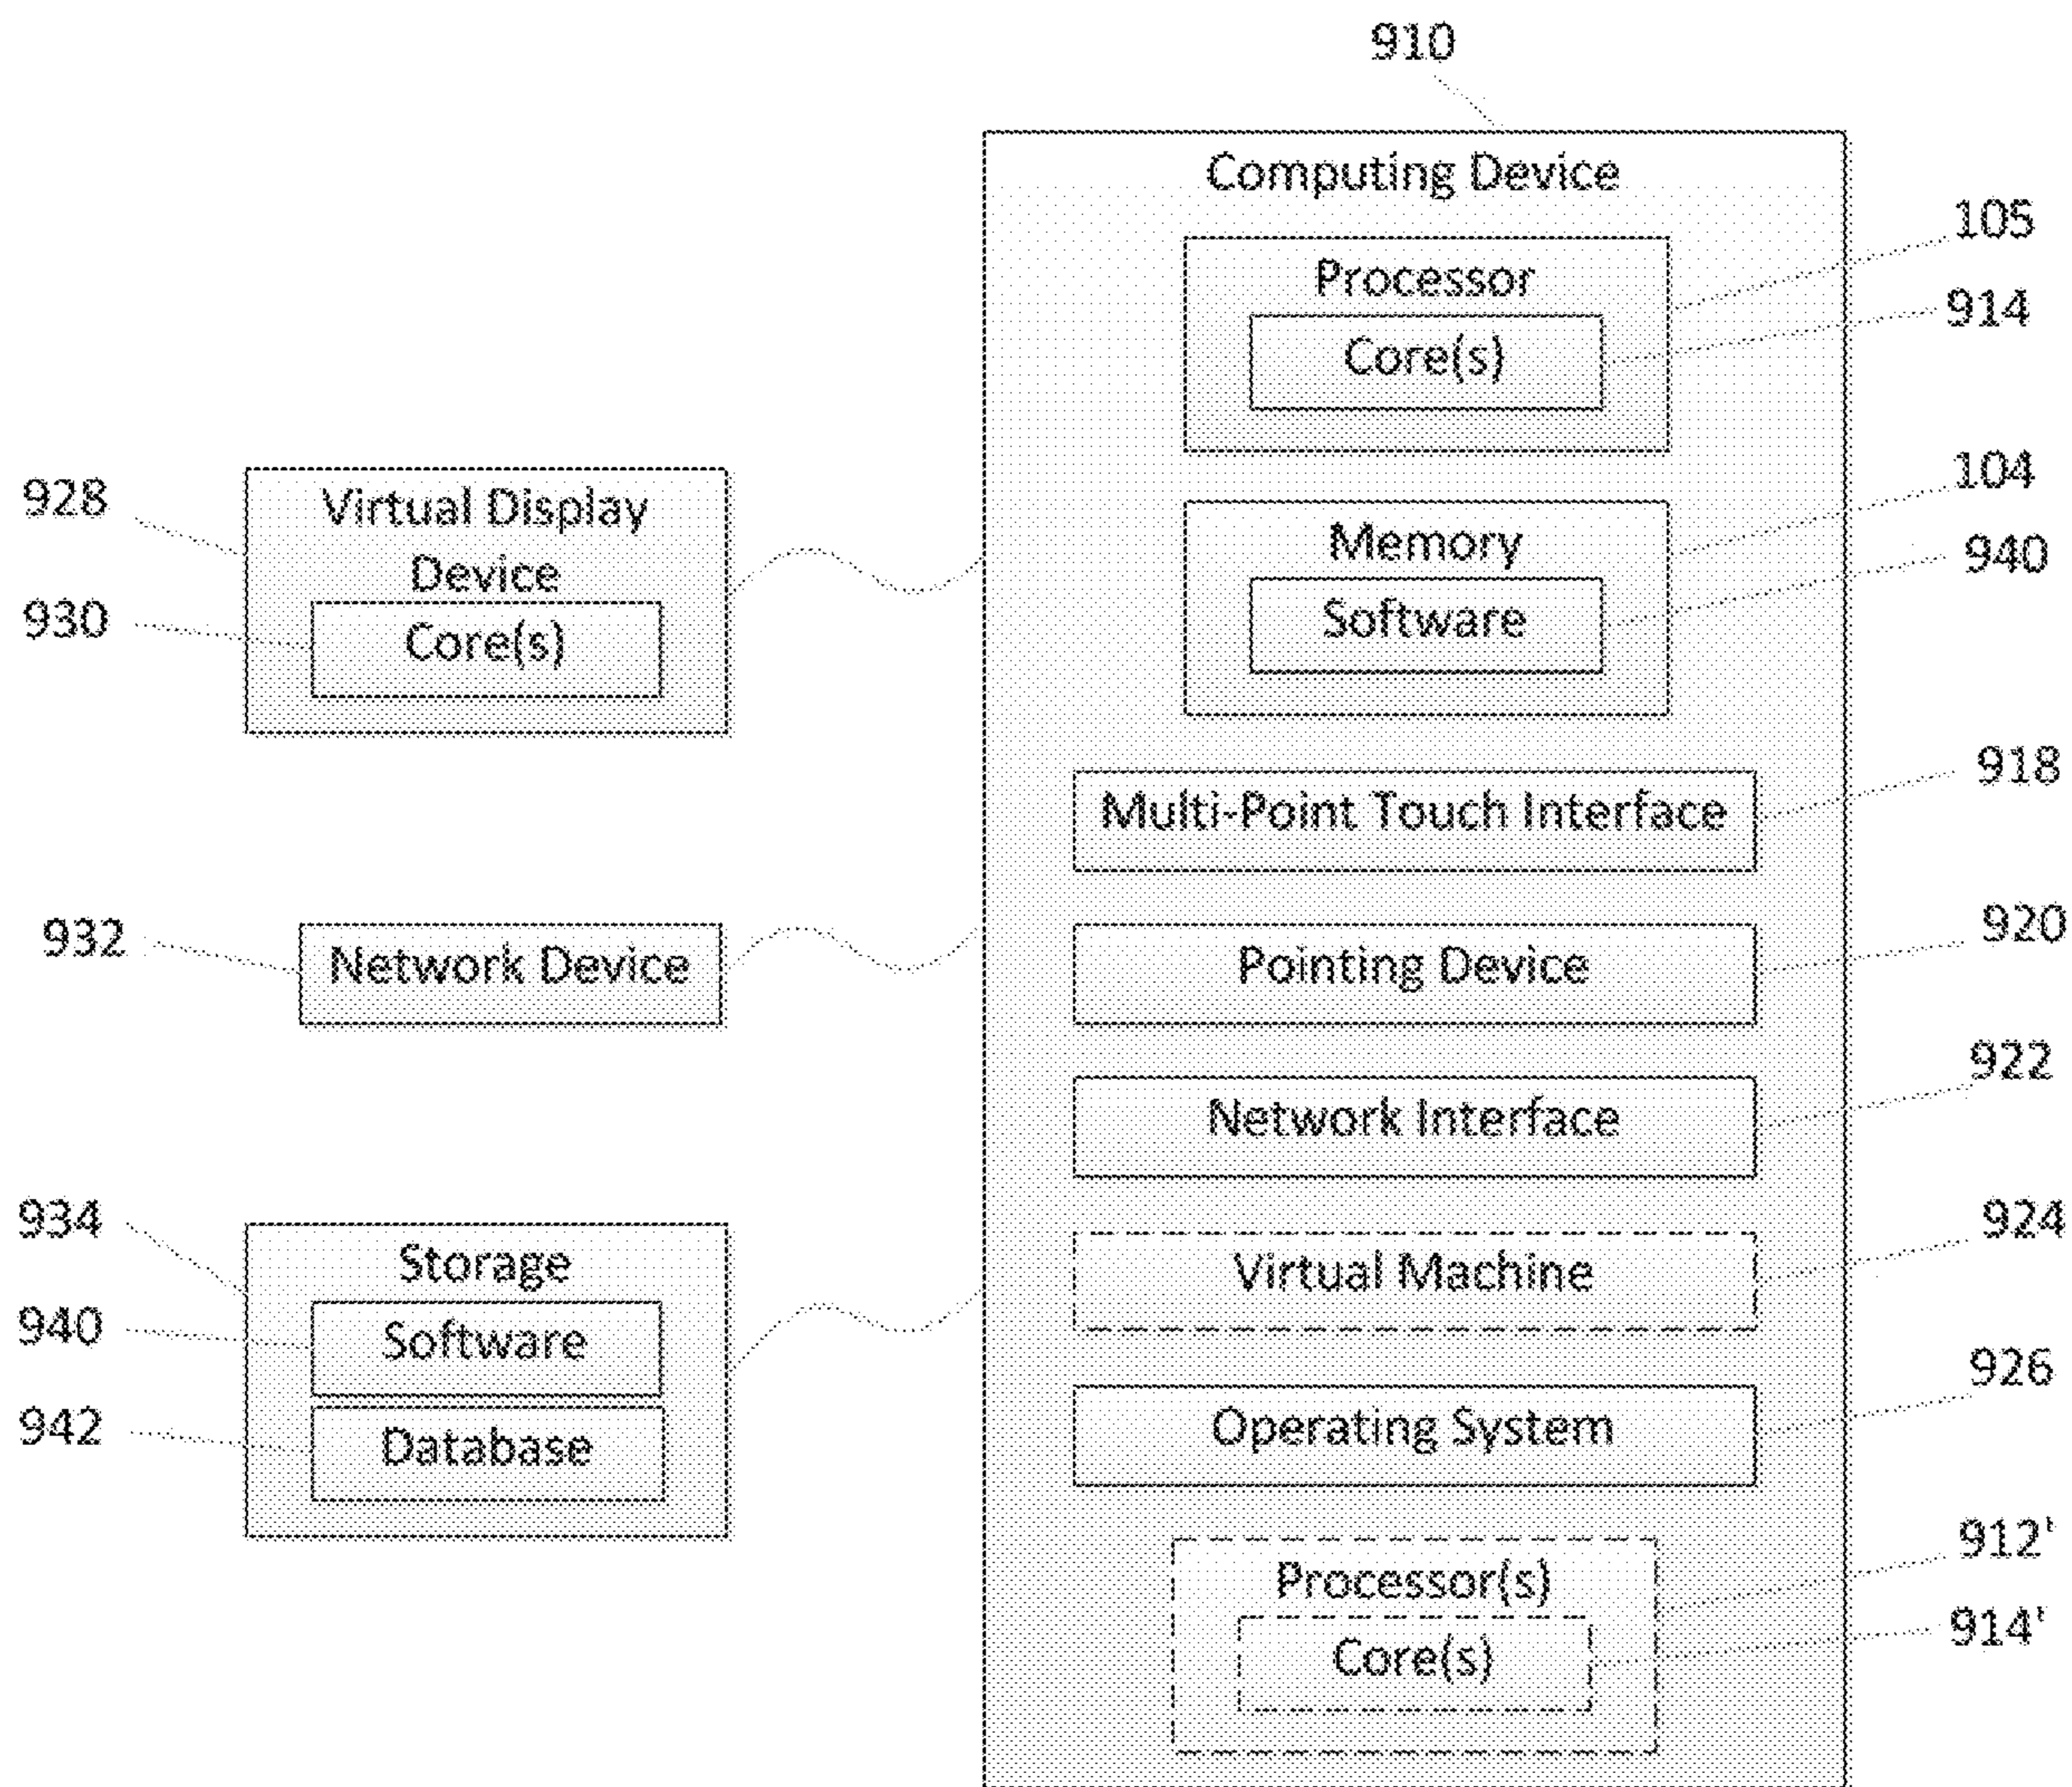 910
Computing Device
105
Processor
914
Core(s)
104
Memory
940
Software
928
Virtual Display
Device
930
Core(s)
918
Multi-Point Touch Interface
932
Network Device
920
Pointing Device
922
Network Interface
934
Storage
940
Software
942
Database
924
Virtual Machine
926
Operating System
912'
Processor(s)
914'
Core(s)